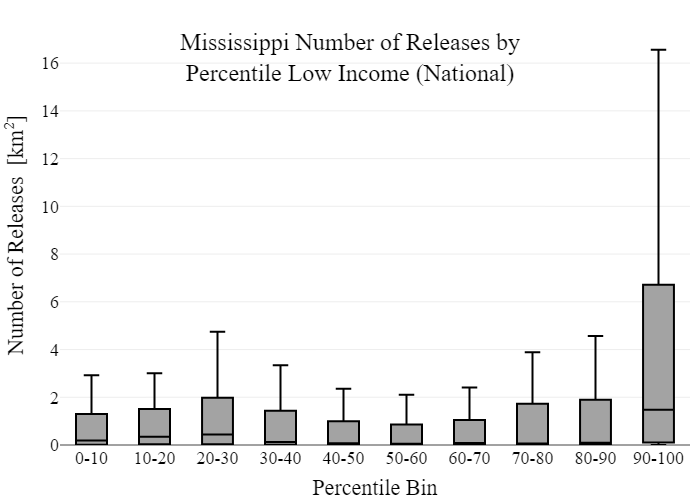 Mississippi Number of Releases by
Percentile Low Income (National)
Number of Releases [km²]
16
14
12
10
8
6
4
2
0
0-10 10-20 20-30 30-40 40-50 50-60 60-70 70-80 80-90 90-100
Percentile Bin